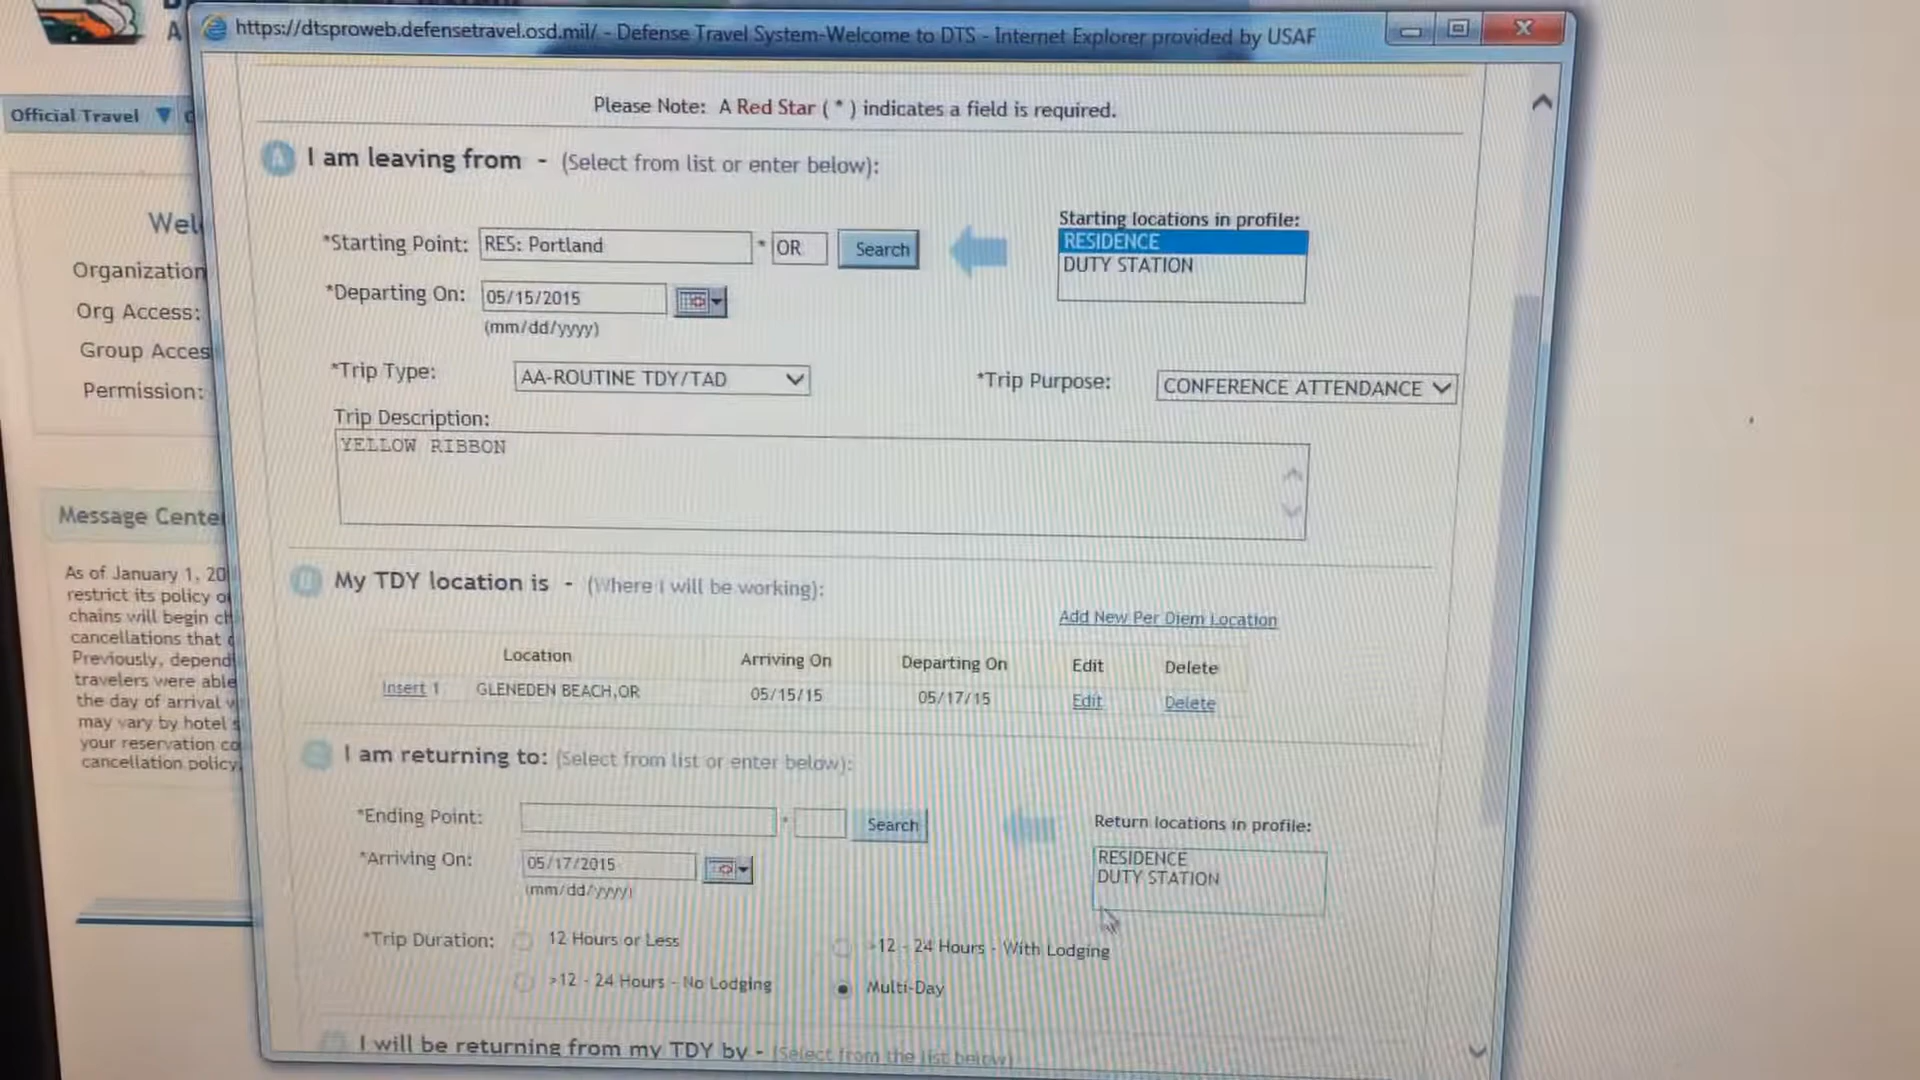 https://dtsproweb.defensetravel.osd.mil/ - Defense Travel System-Welcome to DTS - Internet Explorer provided by USAF
A
Official Travel
Wel
Organization
Org Access:
Group Acces
Permission:
Message Cente
As of January 1, 20
restrict its policy o
chains will begin ch
cancellations that
Previously, depend
travelers were able
the day of arrival
may vary by hotel s
your reservation co
cancellation policy
Please Note: A Red Star ( * ) indicates a field is required.
A I am leaving from - (Select from list or enter below):
Starting locations in profile:
RESIDENCE
DUTY STATION
*Starting Point: RES: Portland * OR Search
*Departing On: 05/15/2015
(mm/dd/yyyy)
*Trip Type: AA-ROUTINE TDY/TAD *Trip Purpose: CONFERENCE ATTENDANCE
Trip Description:
YELLOW RIBBON
My TDY location is - (Where I will be working):
Add New Per Diem Location
Location Arriving On Departing On Edit Delete
Insert 1 GLENEDEN BEACH,OR 05/15/15 05/17/15 Edit Delete
I am returning to: (Select from list or enter below):
*Ending Point: * Search
Return locations in profile:
RESIDENCE
DUTY STATION
*Arriving On: 05/17/2015
(mm/dd/yyyy)
*Trip Duration: 12 Hours or Less >12 - 24 Hours - With Lodging
>12 - 24 Hours - No Lodging Multi-Day
I will be returning from my TDY by - (Select from the list below)